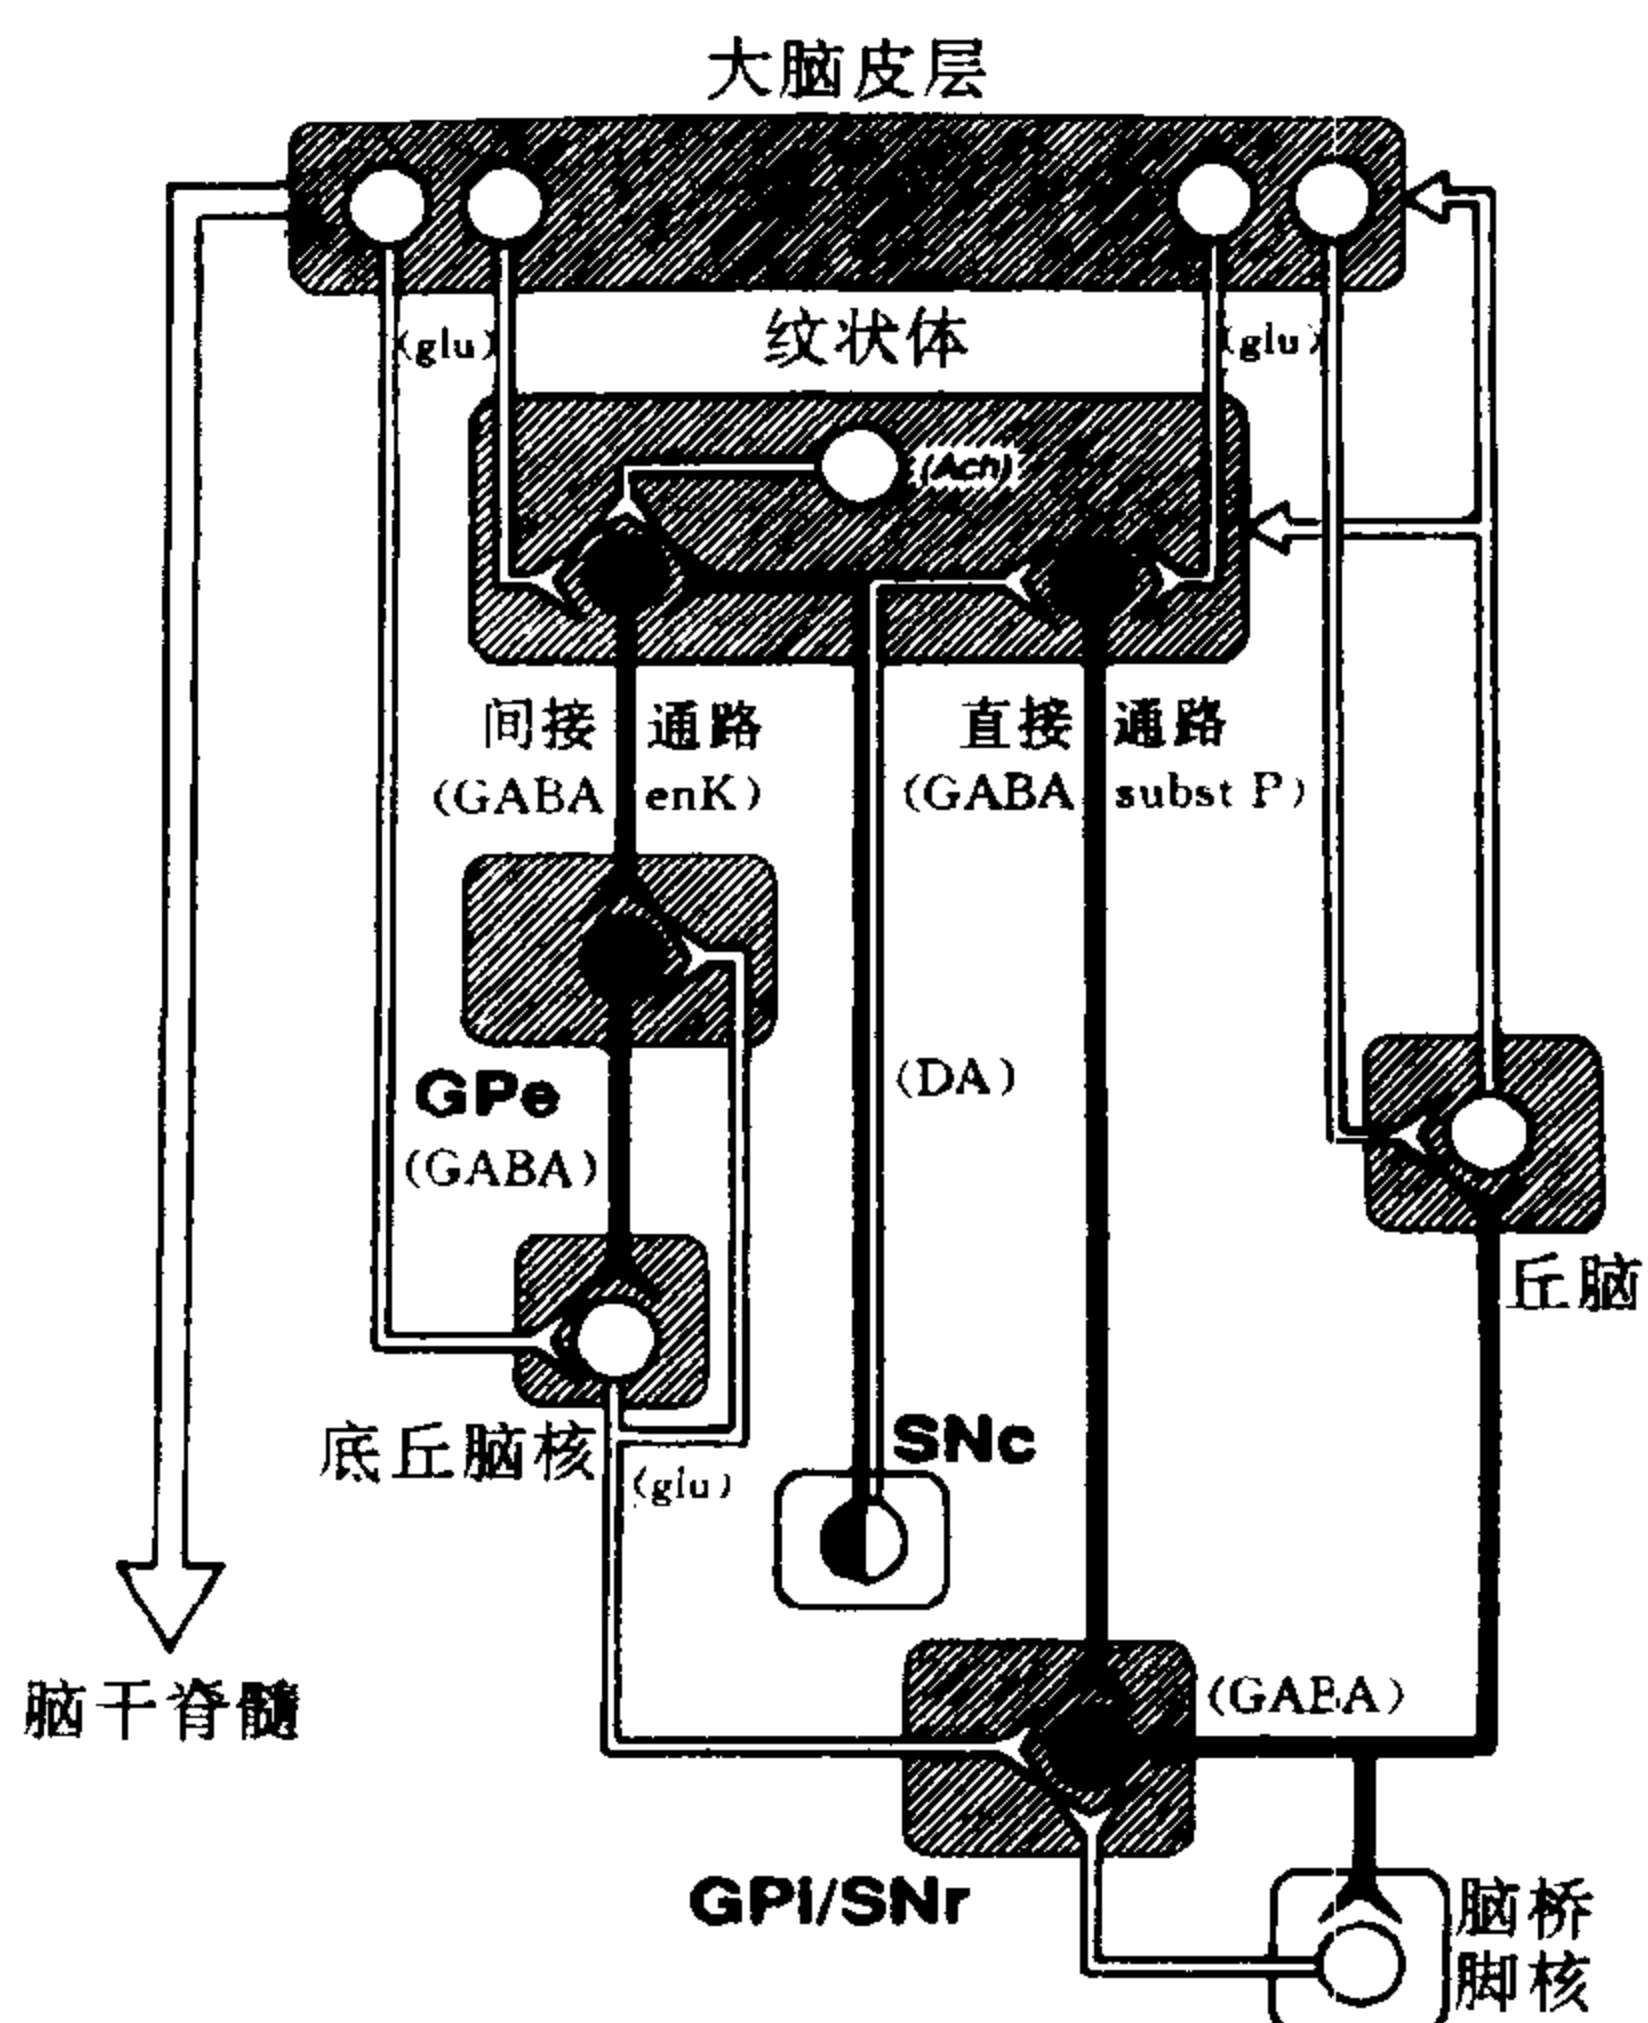 大脑皮层
(glu)
(glu)
纹状体
(Ach)
间接 通路
(GABA enK)
直接 通路
(GABA subst P)
GPe
(GABA)
(DA)
丘脑
底丘脑核
(glu)
SNc
脑干脊髓
(GABA)
GPi/SNr
脑桥
脚核